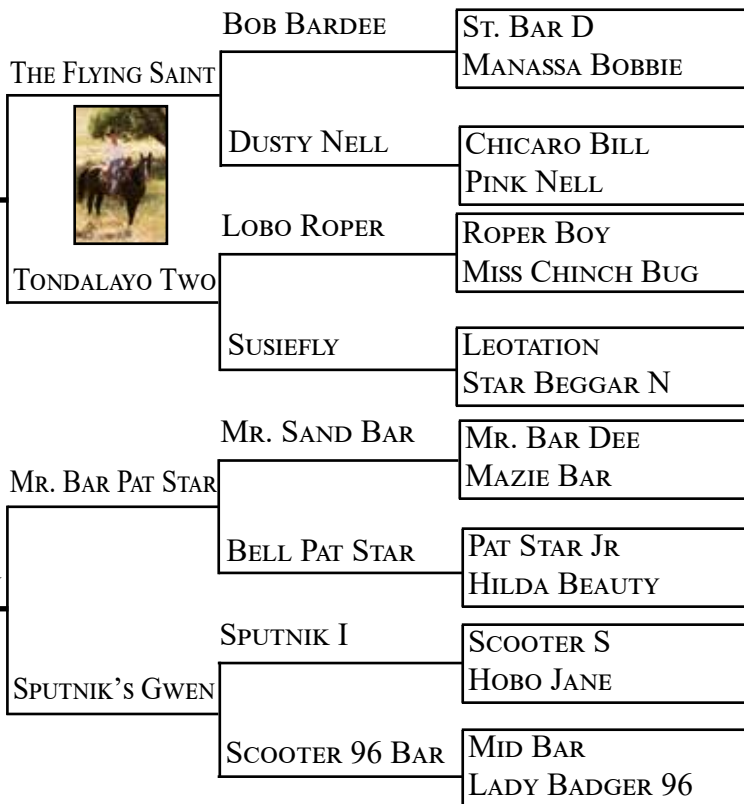 Bob Bardee
St. Bar D
Manassa Bobbie
The Flying Saint
Dusty Nell
Chicaro Bill
Pink Nell
Lobo Roper
Roper Boy
Miss Chinch Bug
Tondalayo Two
Susiefly
Leotation
Star Beggar N
Mr. Sand Bar
Mr. Bar Dee
Mazie Bar
Mr. Bar Pat Star
Bell Pat Star
Pat Star Jr
Hilda Beauty
Sputnik I
Scooter S
Hobo Jane
Sputnik's Gwen
Scooter 96 Bar
Mid Bar
Lady Badger 96